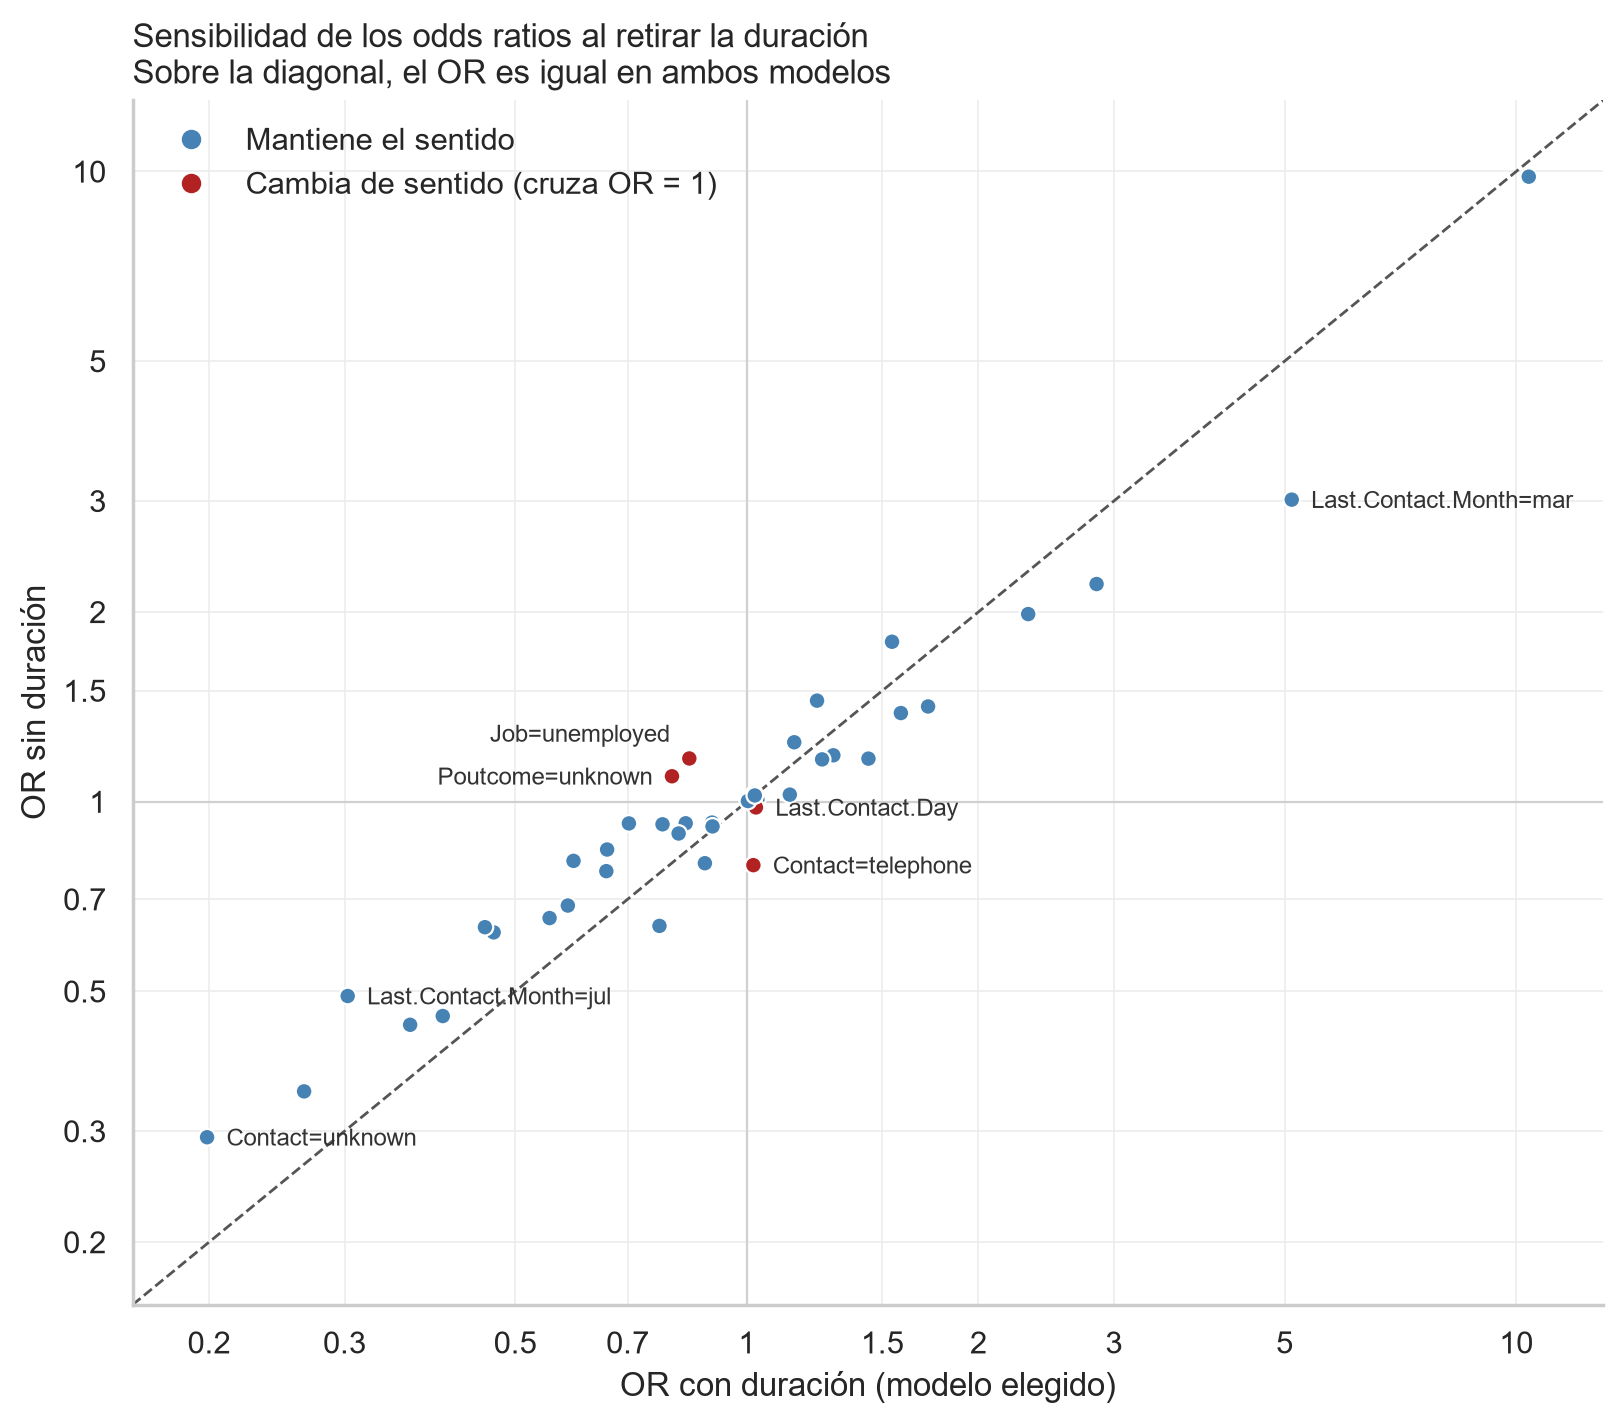 Sensibilidad de los odds ratios al retirar la duración
Sobre la diagonal, el OR es igual en ambos modelos
Mantiene el sentido
Cambia de sentido (cruza OR = 1)
10
5
3
2
1.5
1
0.7
0.5
0.3
0.2
OR sin duración
Last.Contact.Month=mar
Job=unemployed
Poutcome=unknown
Last.Contact.Day
Contact=telephone
Last.Contact.Month=jul
Contact=unknown
0.2 0.3 0.5 0.7 1 1.5 2 3 5 10
OR con duración (modelo elegido)